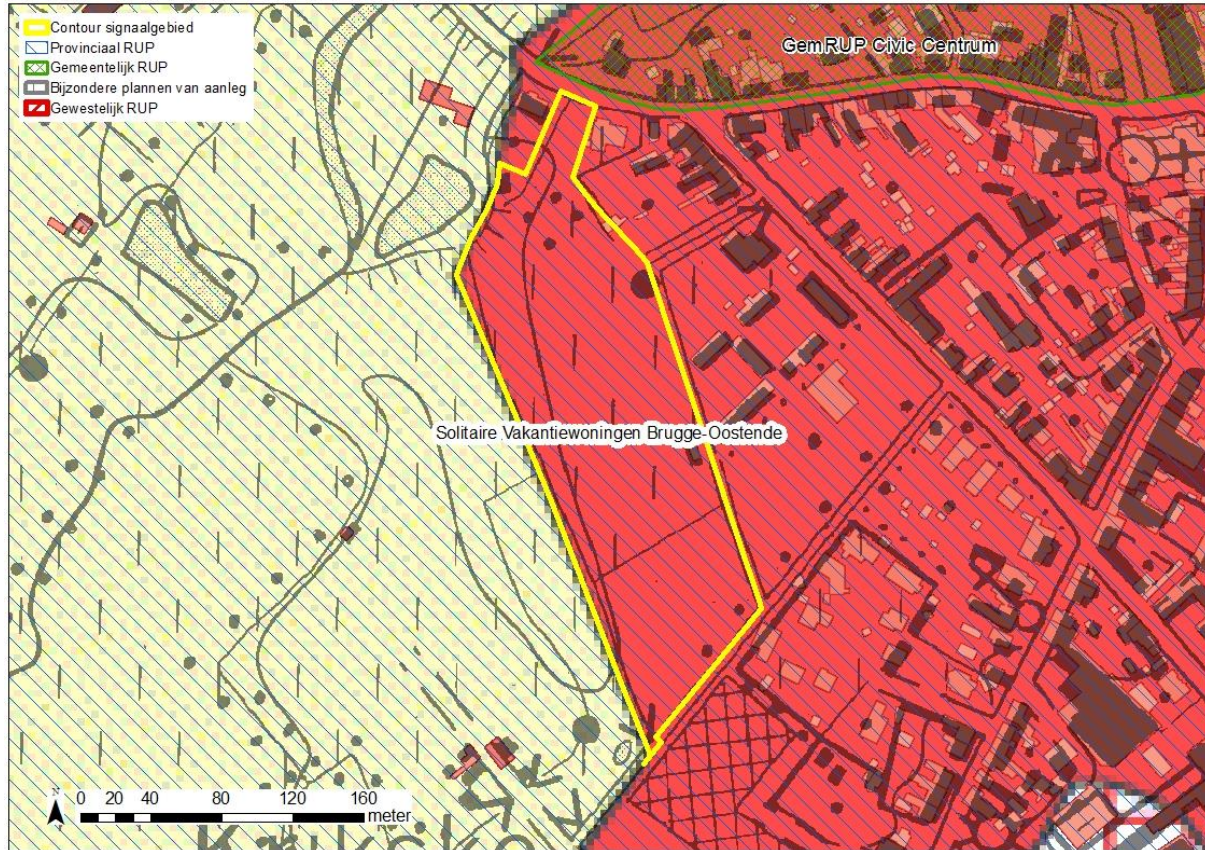 Contour signaalgebied
Provinciaal RUP
Gemeentelijk RUP
Bijzondere plannen van aanleg
Gewestelijk RUP
GemRUP Civic Centrum
Solitaire Vakantiewoningen Brugge-Oostende
N
0 20 40 80 120 160
meter